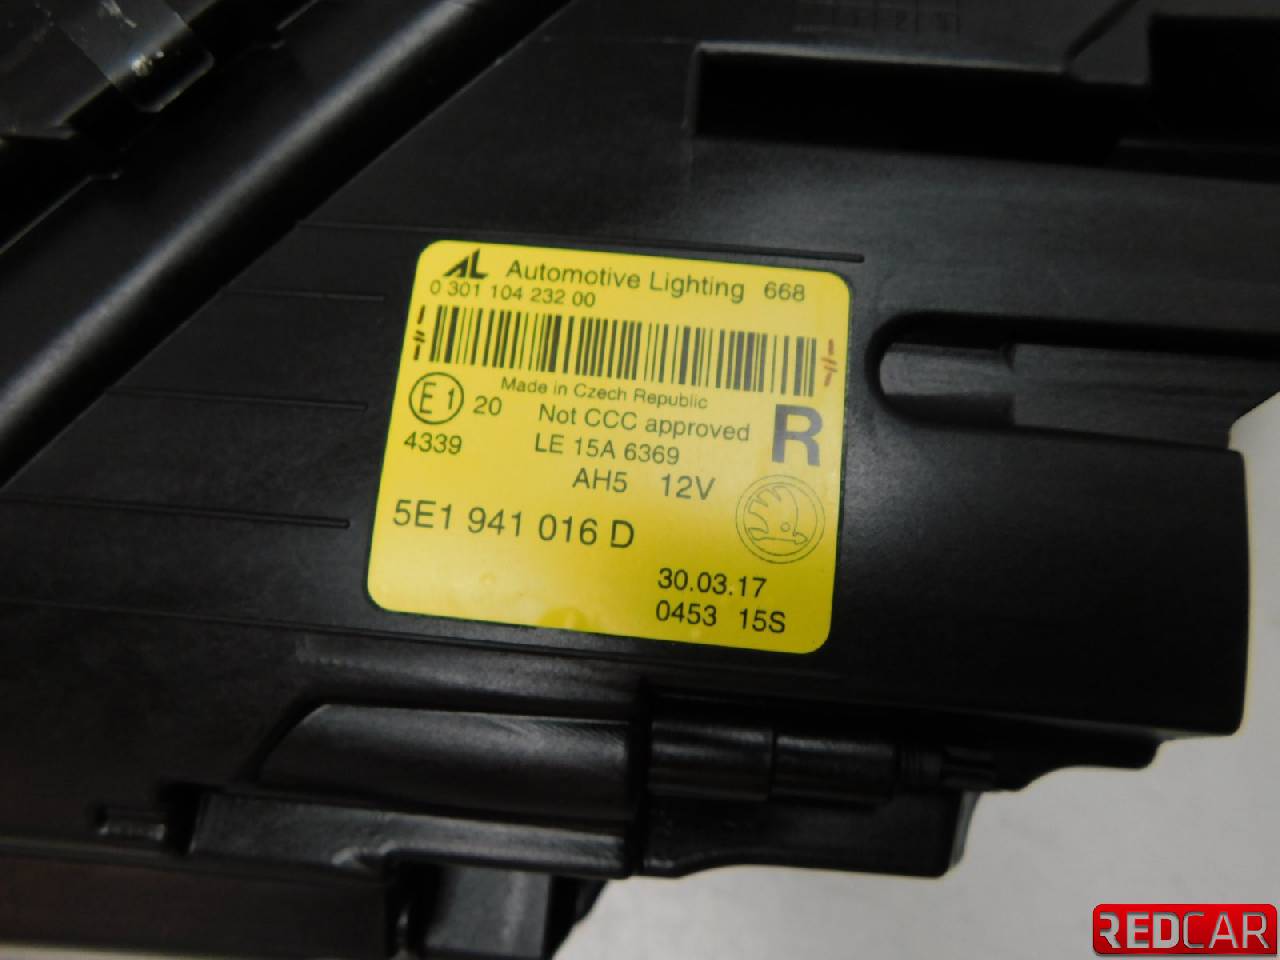 AL Automotive Lighting 668
0 301 104 232 00
Made in Czech Republic
E1 20 Not CCC approved R
4339 LE 15A 6369
AH5 12V
5E1 941 016 D
30.03.17
0453 15S
REDCAR